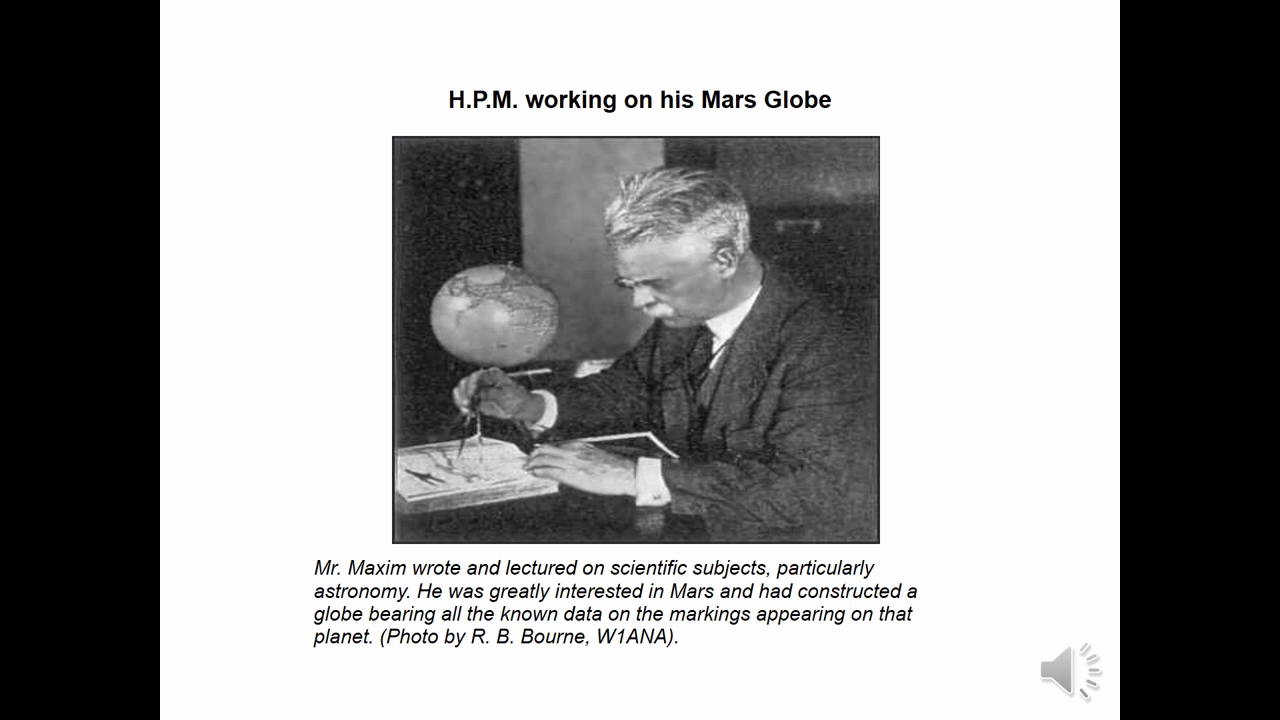 H.P.M. working on his Mars Globe
Mr. Maxim wrote and lectured on scientific subjects, particularly
astronomy. He was greatly interested in Mars and had constructed a
globe bearing all the known data on the markings appearing on that
planet. (Photo by R. B. Bourne, W1ANA).